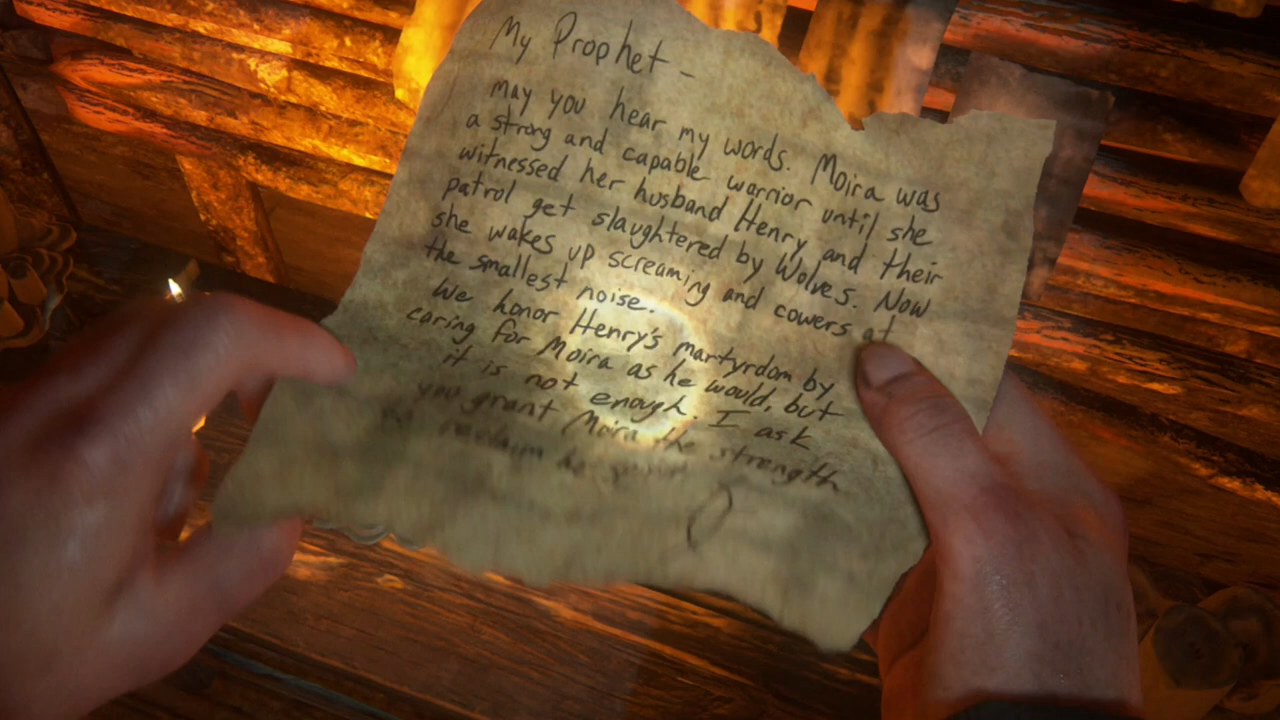 My Prophet -
may you hear my words. Moira was
a strong and capable warrior until she
witnessed her husband Henry and their
patrol get slaughtered by Wolves. Now
she wakes up screaming and cowers at
the smallest noise.
We honor Henry's martyrdom by
caring for Moira as he would, but
it is not enough. I ask
you grant Moira the strength
reclaim